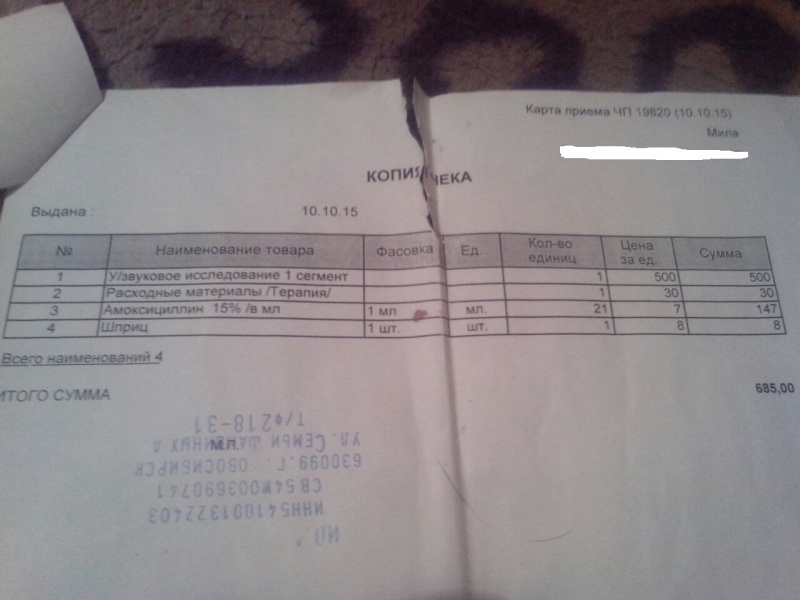 Карта приема ЧП 19820 (10.10.15)
Мила
КОПИЯ ЧЕКА
Выдана : 10.10.15
№ Наименование товара Фасовка Ед. Кол-во единиц Цена за ед. Сумма
1 У/звуковое исследование 1 сегмент 1 500 500
2 Расходные материалы /Терапия/ 1 30 30
3 Амоксициллин 15% /в мл 1 мл мл. 21 7 147
4 Шприц 1 шт. шт. 1 8 8
Всего наименований 4
ИТОГО СУММА 685,00
М.П.
ИП
ИНН541001322403
СВ54№003690741
630099.Г.
УЛ.СЕМЬИ
Т/ф218-31